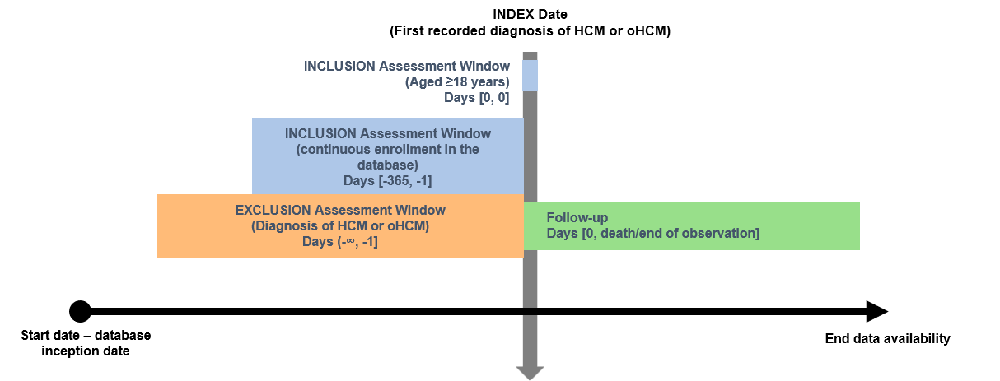 INDEX Date
(First recorded diagnosis of HCM or oHCM)
INCLUSION Assessment Window
(Aged ≥18 years)
Days [0, 0]
INCLUSION Assessment Window
(continuous enrollment in the
database)
Days [-365, -1]
EXCLUSION Assessment Window
(Diagnosis of HCM or oHCM)
Days (-∞, -1]
Follow-up
Days [0, death/end of observation]
Start date – database
inception date
End data availability